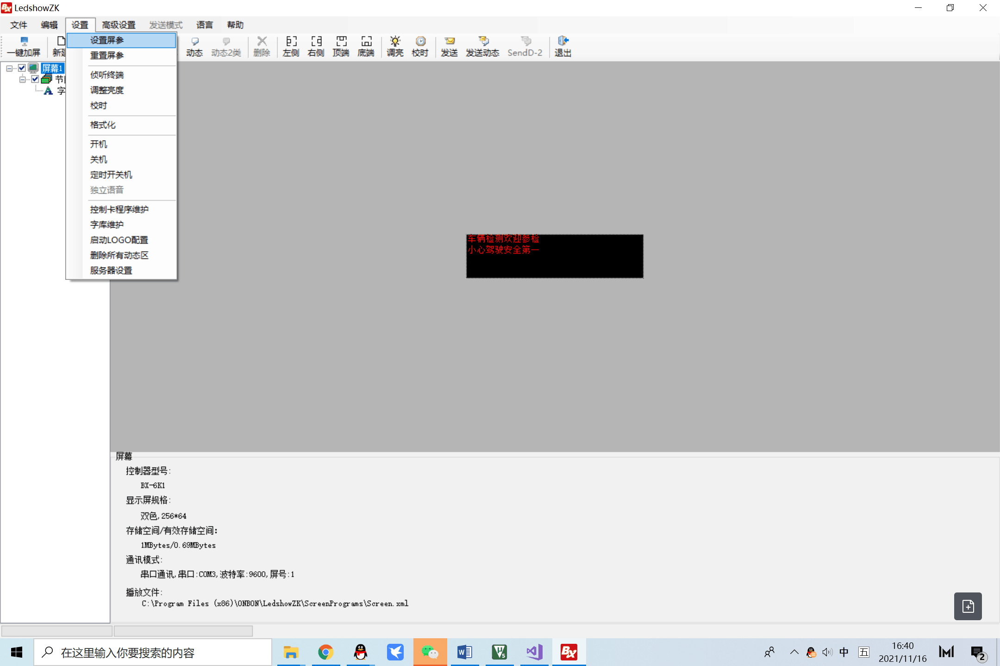 LedshowZK
文件 编辑 设置 高级设置 发送模式 语言 帮助
一键加屏 新建 动态 动态2类 删除 左侧 右侧 顶端 底端 调亮 校时 发送 发送动态 SendD-2 退出
设置屏参
重置屏参
侦听终端
调整亮度
校时
格式化
开机
关机
定时开关机
独立语音
控制卡程序维护
字库维护
启动LOGO配置
删除所有动态区
服务器设置
屏幕1
节
字
车辆检测欢迎参检
小心驾驶安全第一
屏幕
控制器型号:
BX-6K1
显示屏规格:
双色,256*64
存储空间/有效存储空间:
1MBytes/0.69MBytes
通讯模式:
串口通讯,串口:COM3,波特率:9600,屏号:1
播放文件:
C:\Program Files (x86)\ONBON\LedshowZK\ScreenPrograms\Screen.xml
在这里输入你要搜索的内容
中
五
16:40
2021/11/16
2